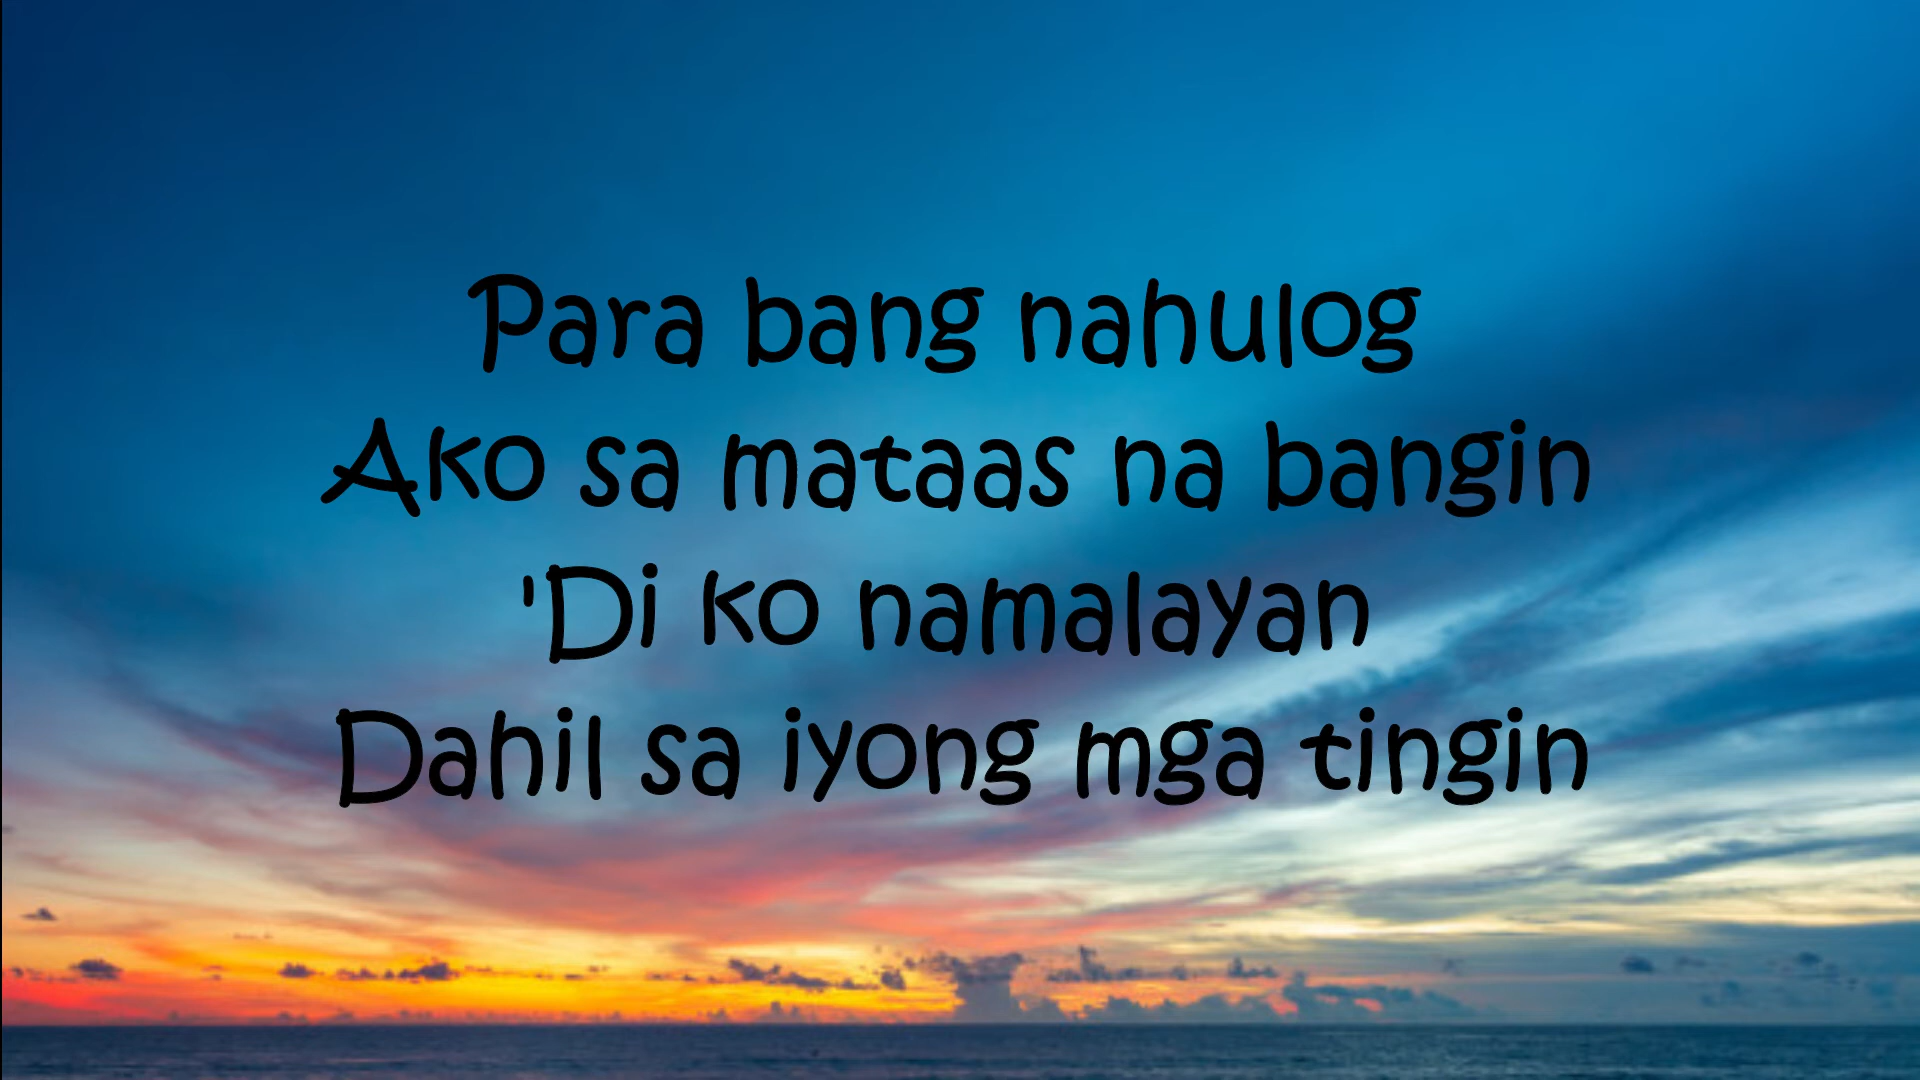 Para bang nahulog
Ako sa mataas na bangin
'Di ko namalayan
Dahil sa iyong mga tingin